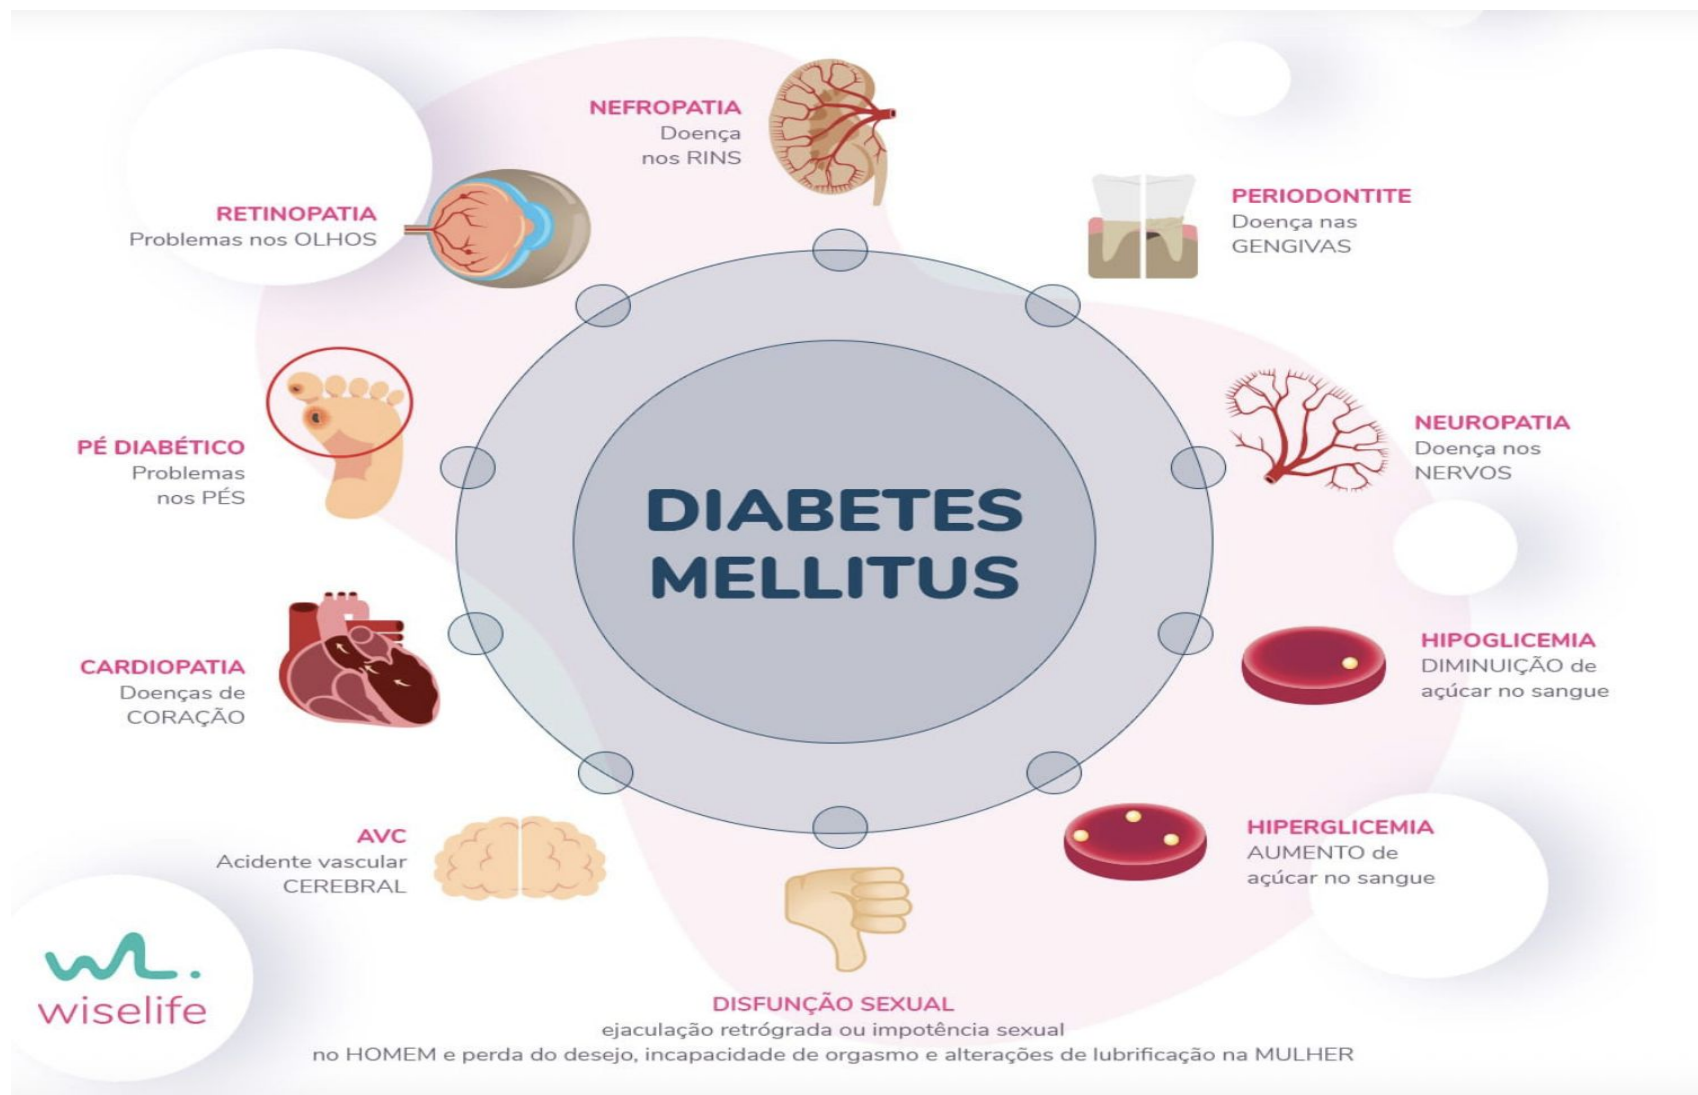 NEFROPATIA
Doença
nos RINS
PERIODONTITE
Doença nas
GENGIVAS
RETINOPATIA
Problemas nos OLHOS
NEUROPATIA
Doença nos
NERVOS
PÉ DIABÉTICO
Problemas
nos PÉS
DIABETES
MELLITUS
HIPOGLICEMIA
DIMINUIÇÃO de
açúcar no sangue
CARDIOPATIA
Doenças de
CORAÇÃO
HIPERGLICEMIA
AUMENTO de
açúcar no sangue
AVC
Acidente vascular
CEREBRAL
wL.
wiselife
DISFUNÇÃO SEXUAL
ejaculação retrógrada ou impotência sexual
no HOMEM e perda do desejo, incapacidade de orgasmo e alterações de lubrificação na MULHER